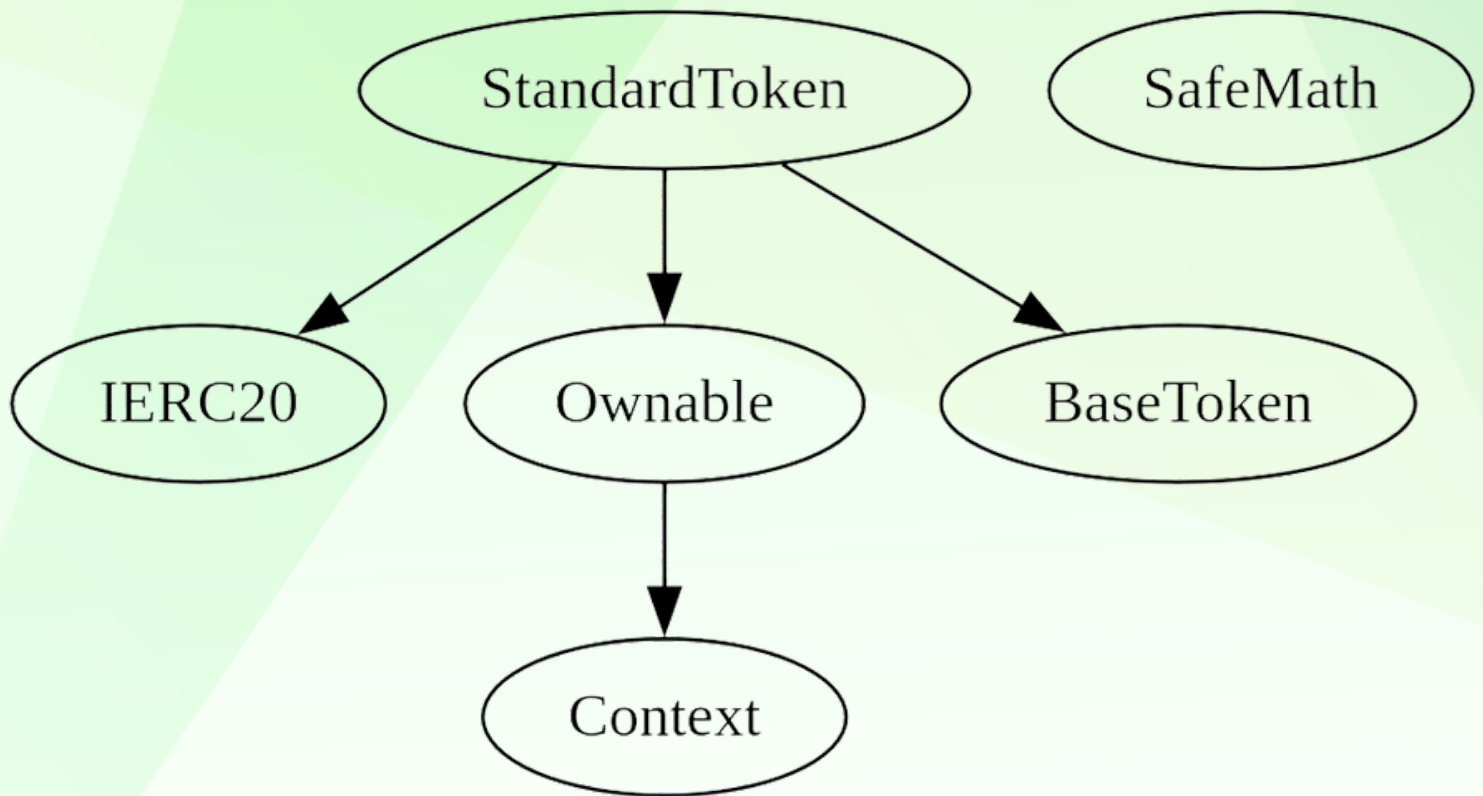 StandardToken
SafeMath
IERC20
Ownable
BaseToken
Context